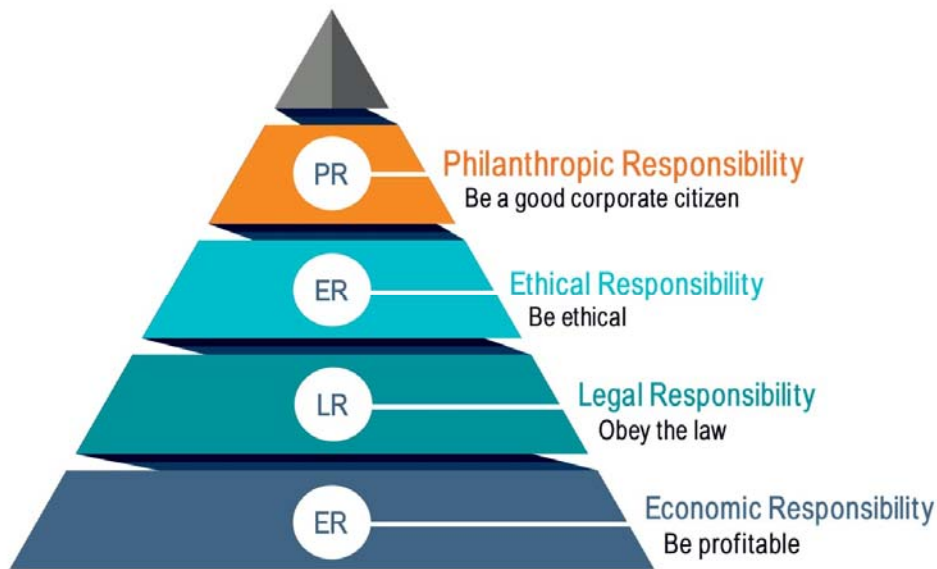 PR
Philanthropic Responsibility
Be a good corporate citizen
ER
Ethical Responsibility
Be ethical
LR
Legal Responsibility
Obey the law
ER
Economic Responsibility
Be profitable